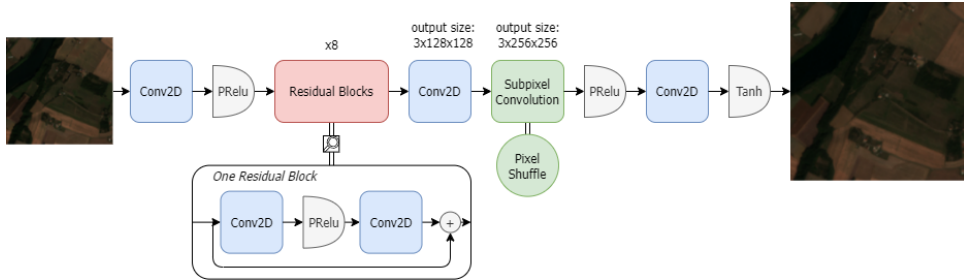 output size:
3x128x128
output size:
3x256x256
x8
Conv2D
PRelu
Residual Blocks
Conv2D
Subpixel
Convolution
PRelu
Conv2D
Tanh
Pixel
Shuffle
One Residual Block
Conv2D
PRelu
Conv2D
+